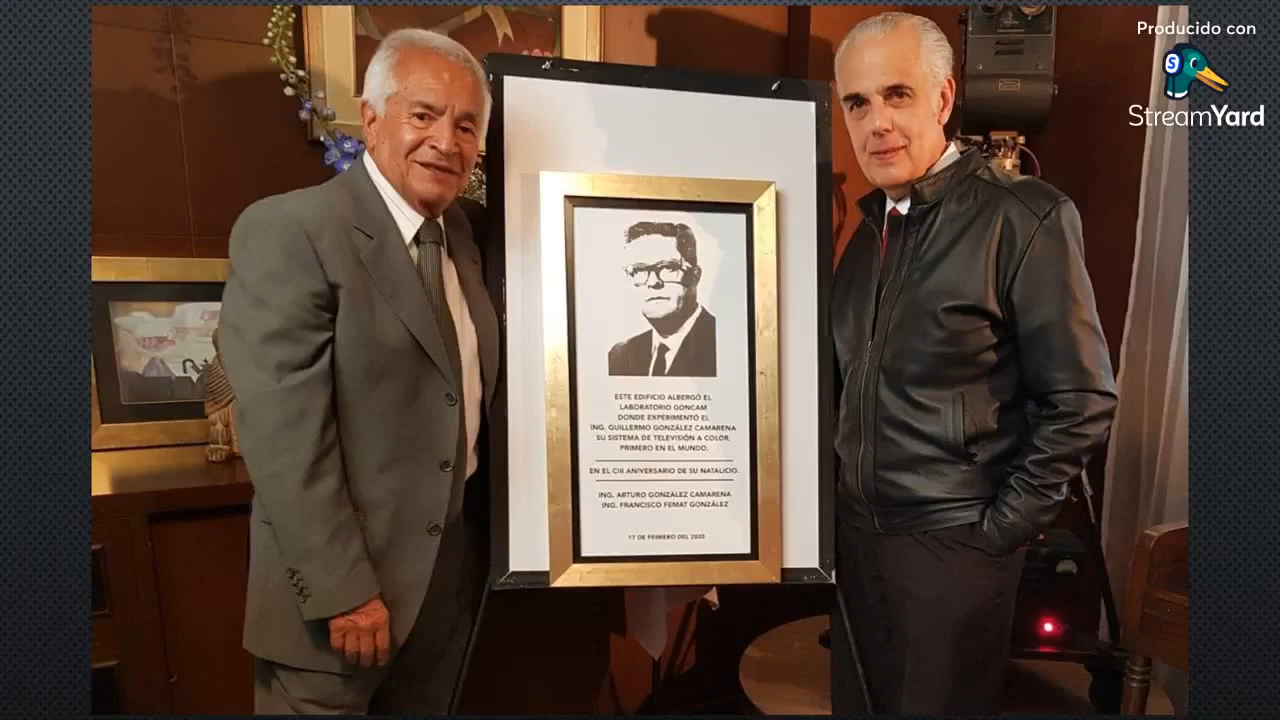 Producido con
StreamYard
ESTE EDIFICIO ALBERGÓ EL
LABORATORIO GONCAM
DONDE EXPERIMENTÓ EL
ING. GUILLERMO GONZÁLEZ CAMARENA
SU SISTEMA DE TELEVISIÓN A COLOR,
PRIMERO EN EL MUNDO.
EN EL CIII ANIVERSARIO DE SU NATALICIO.
ING. ARTURO GONZÁLEZ CAMARENA
ING. FRANCISCO FEMAT GONZÁLEZ
17 DE FEBRERO DEL 2020